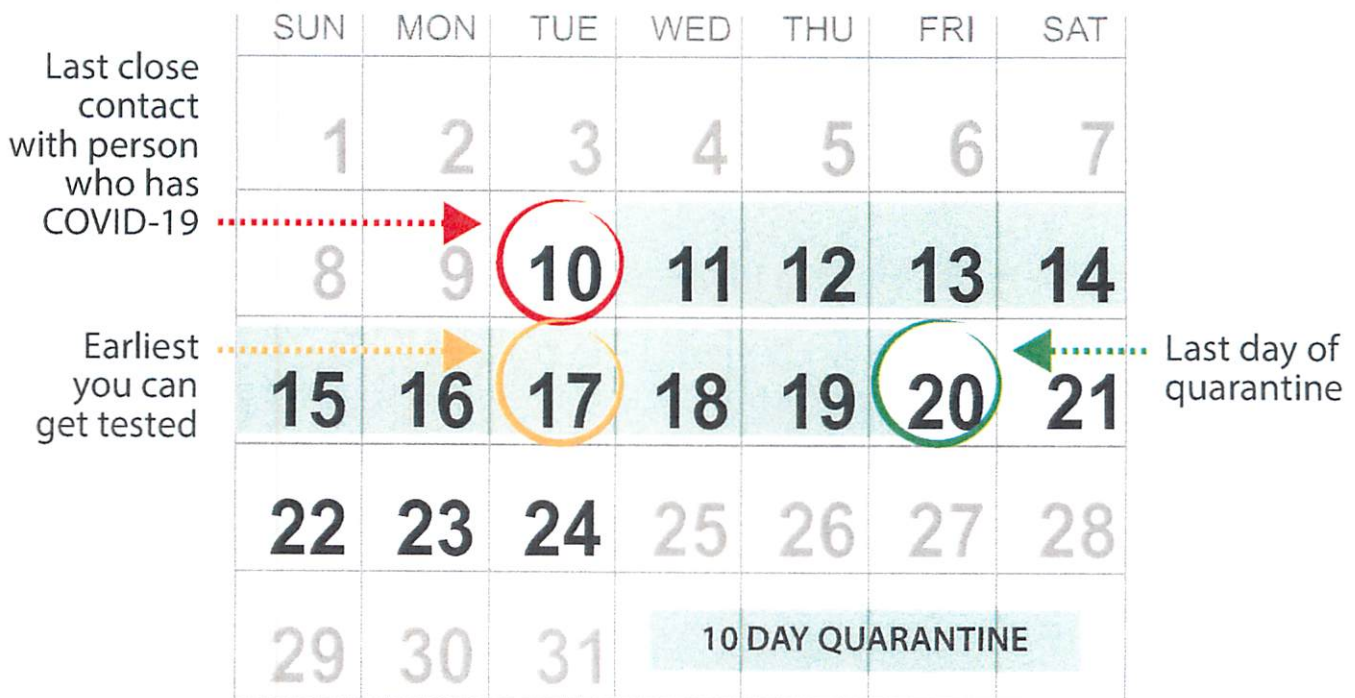 SUN MON TUE WED THU FRI SAT
Last close
contact
with person
who has
COVID-19
1 2 3 4 5 6 7
8 9 10 11 12 13 14
Earliest
you can
get tested
15 16 17 18 19 20 21
Last day of
quarantine
22 23 24 25 26 27 28
29 30 31
10 DAY QUARANTINE